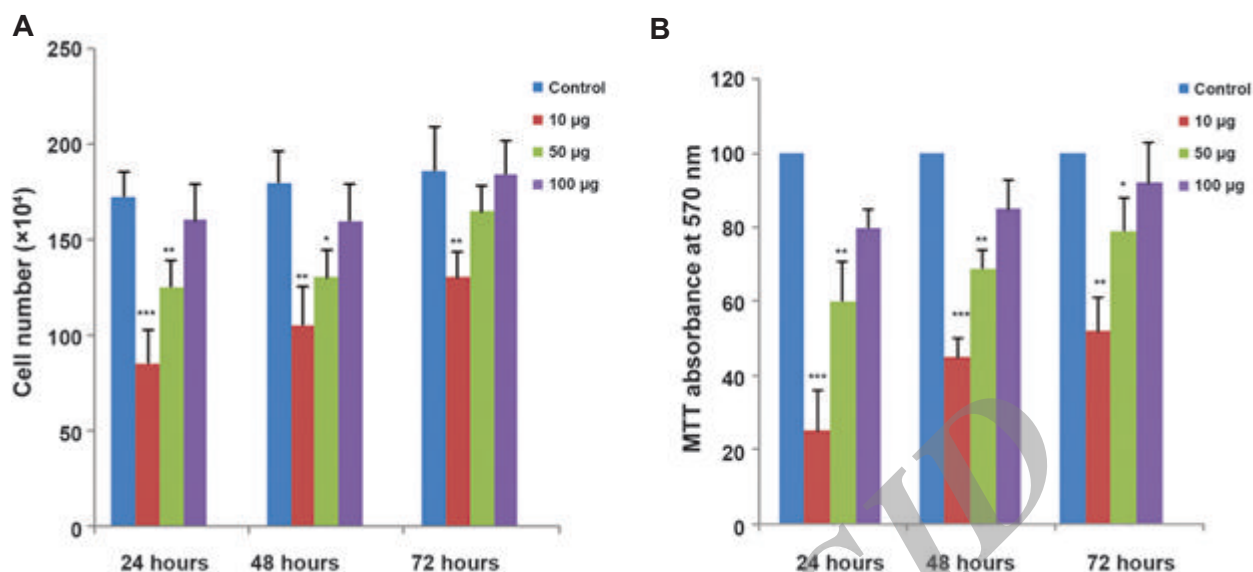 A
250
200
150
100
50
0
Cell number (×10⁴)
Control
10 µg
50 µg
100 µg
***
**
**
*
**
24 hours
48 hours
72 hours
B
120
100
80
60
40
20
0
MTT absorbance at 570 nm
Control
10 µg
50 µg
100 µg
***
**
***
**
**
*
24 hours
48 hours
72 hours